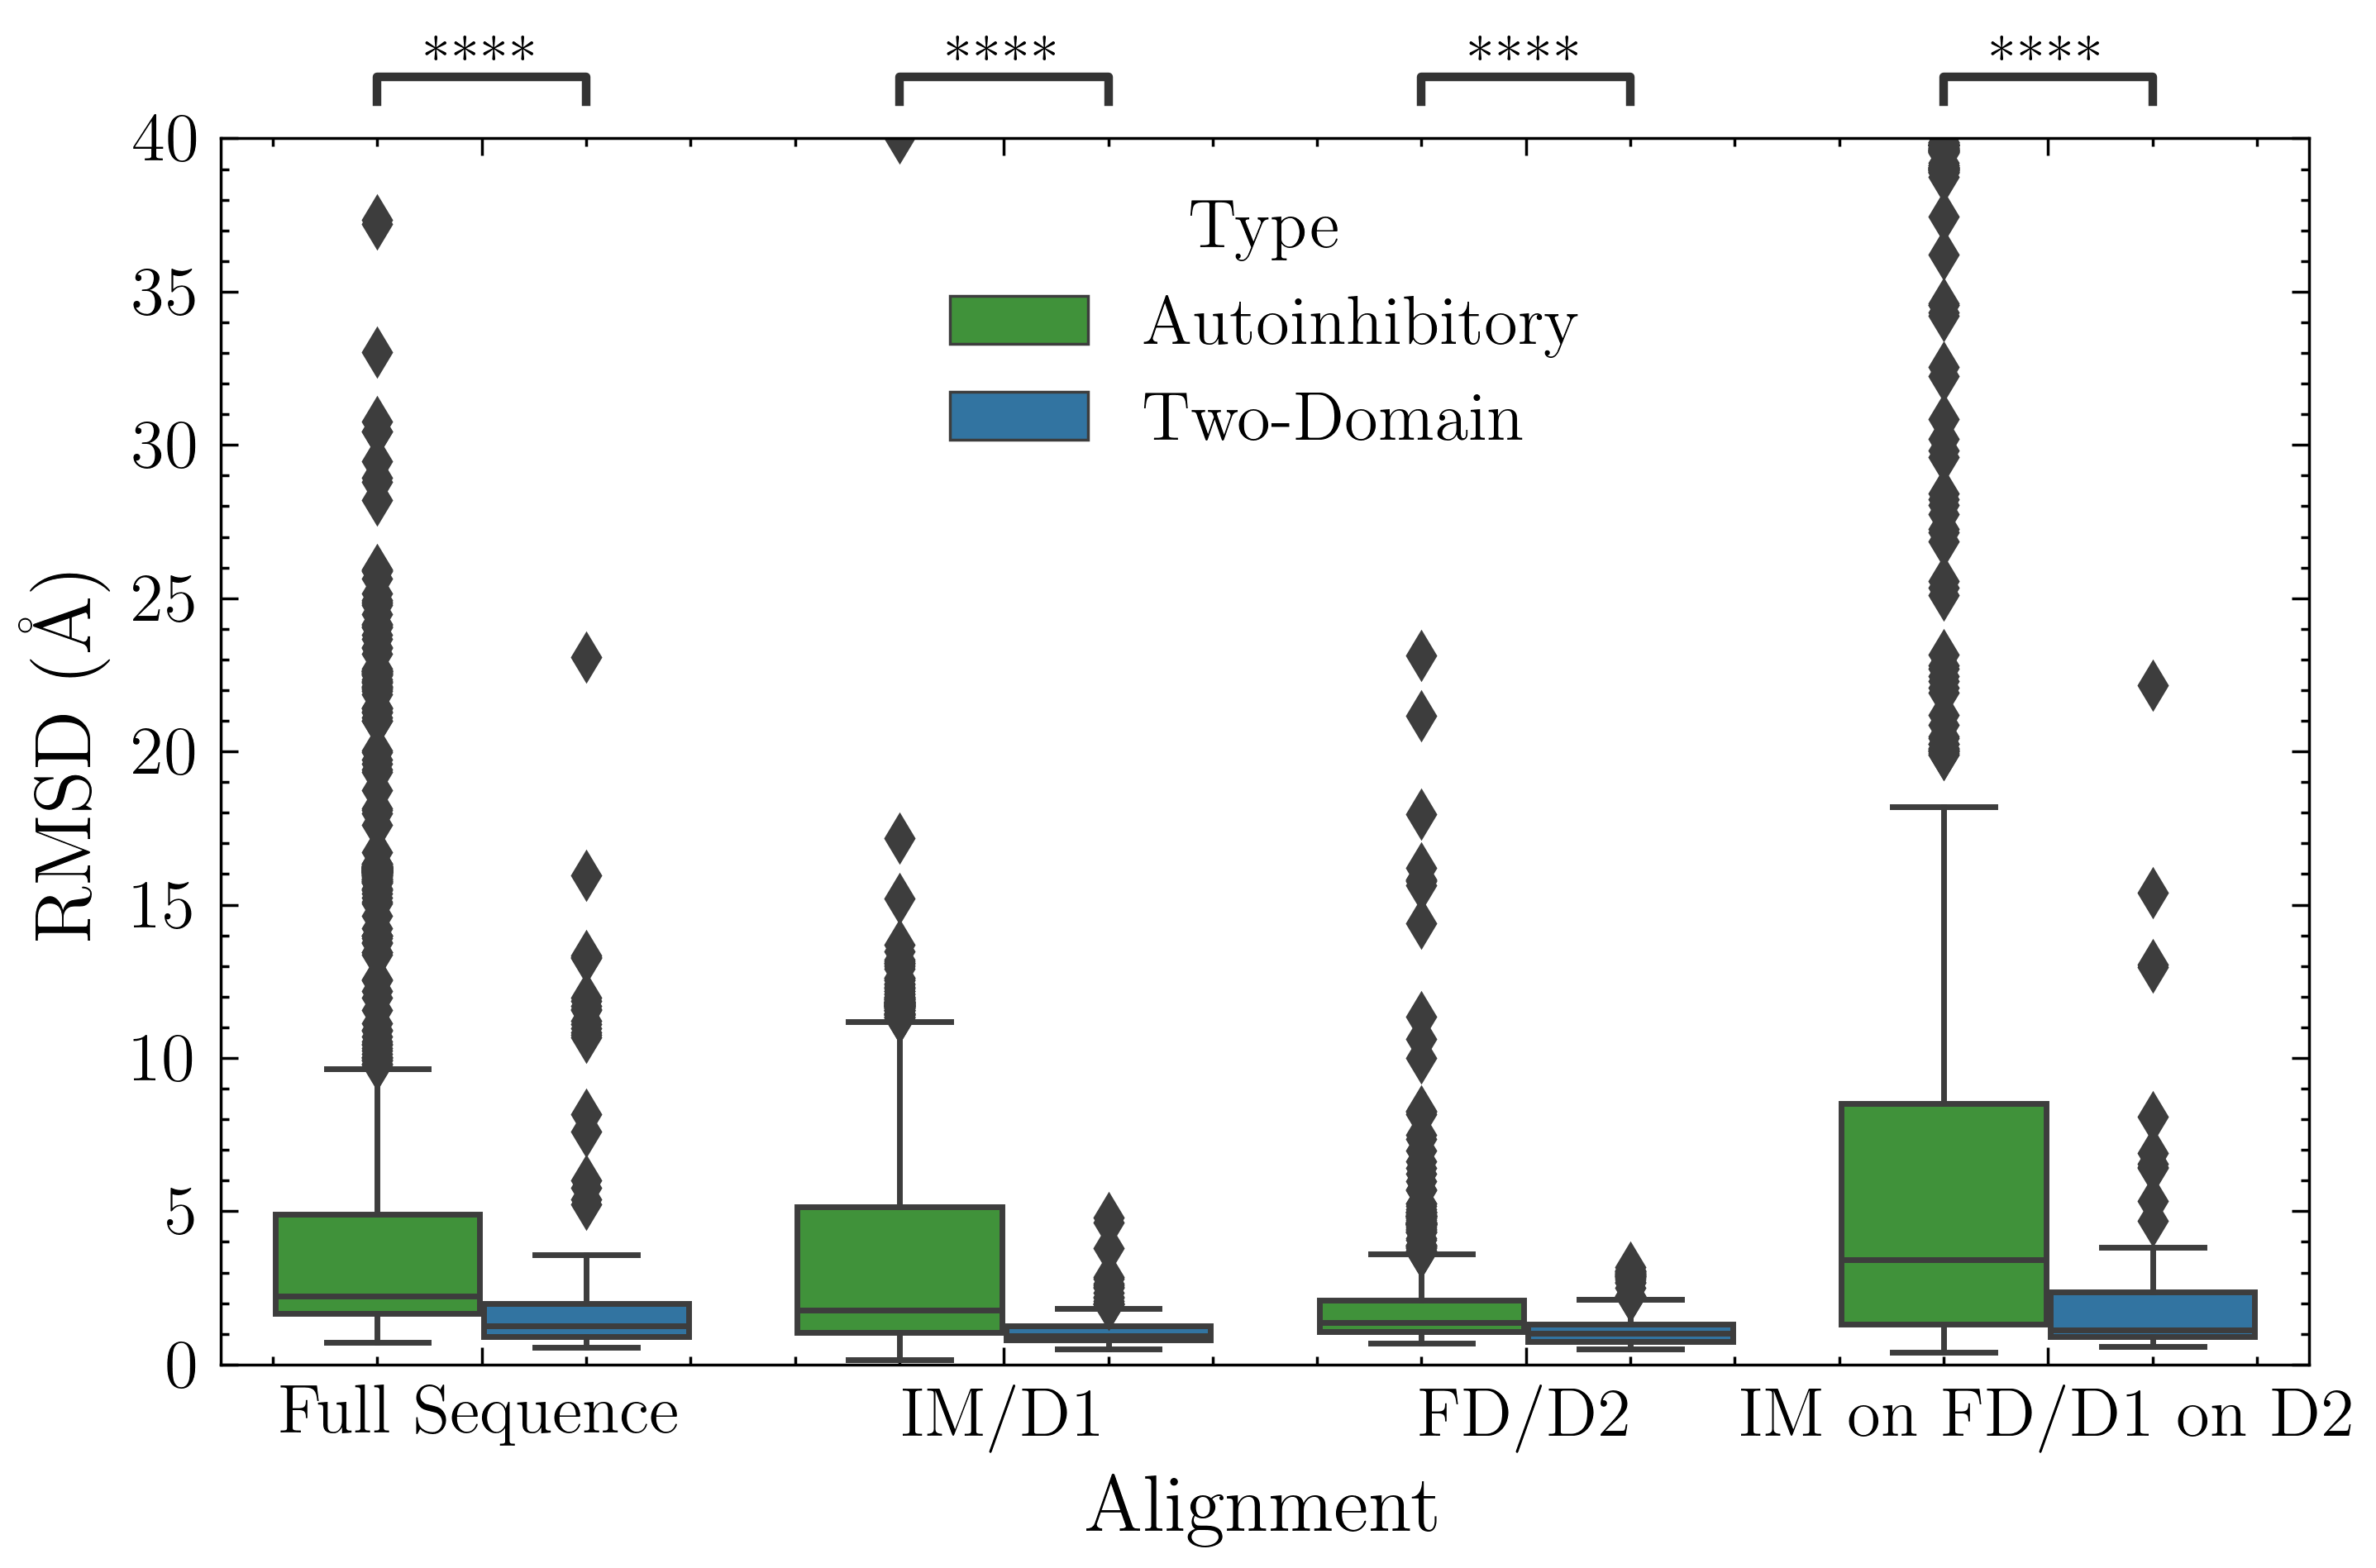 **** **** **** ****
40
35
30
25
20
15
10
5
0
RMSD (Å)
Type
Autoinhibitory
Two-Domain
Full Sequence IM/D1 FD/D2 IM on FD/D1 on D2
Alignment